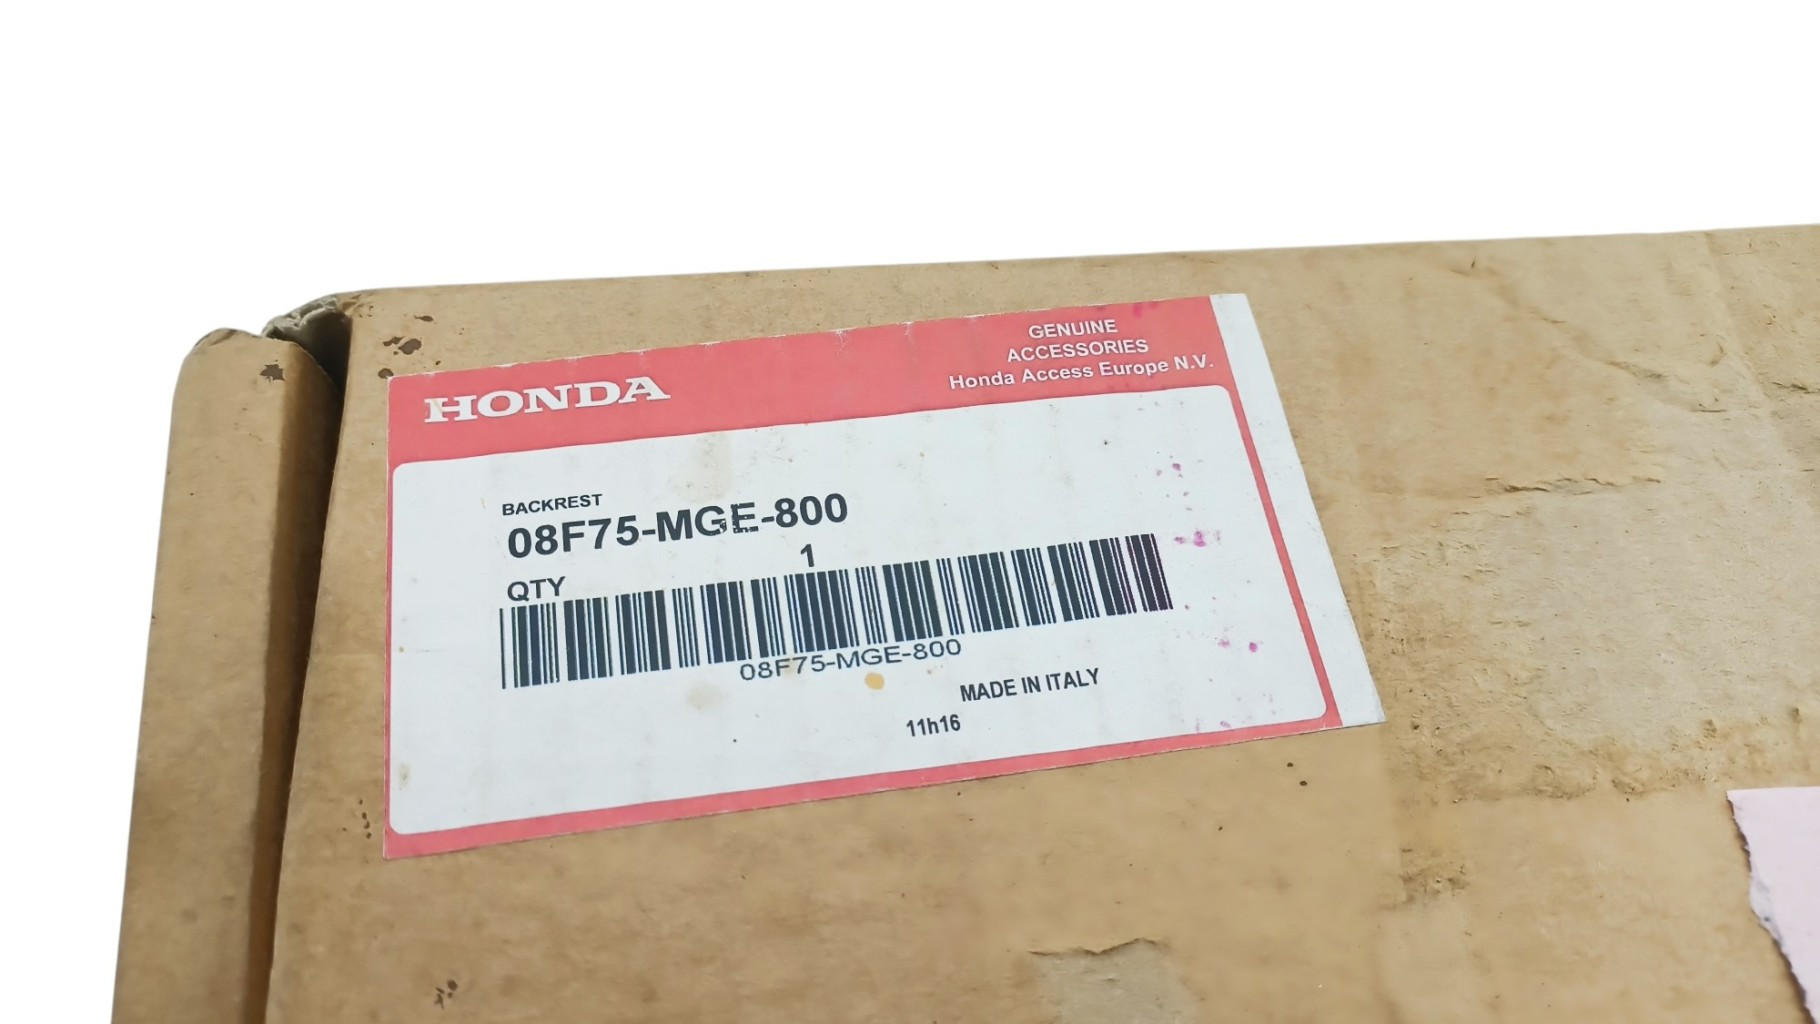 HONDA
GENUINE
ACCESSORIES
Honda Access Europe N.V.
BACKREST
08F75-MGE-800
1
QTY
08F75-MGE-800
MADE IN ITALY
11h16